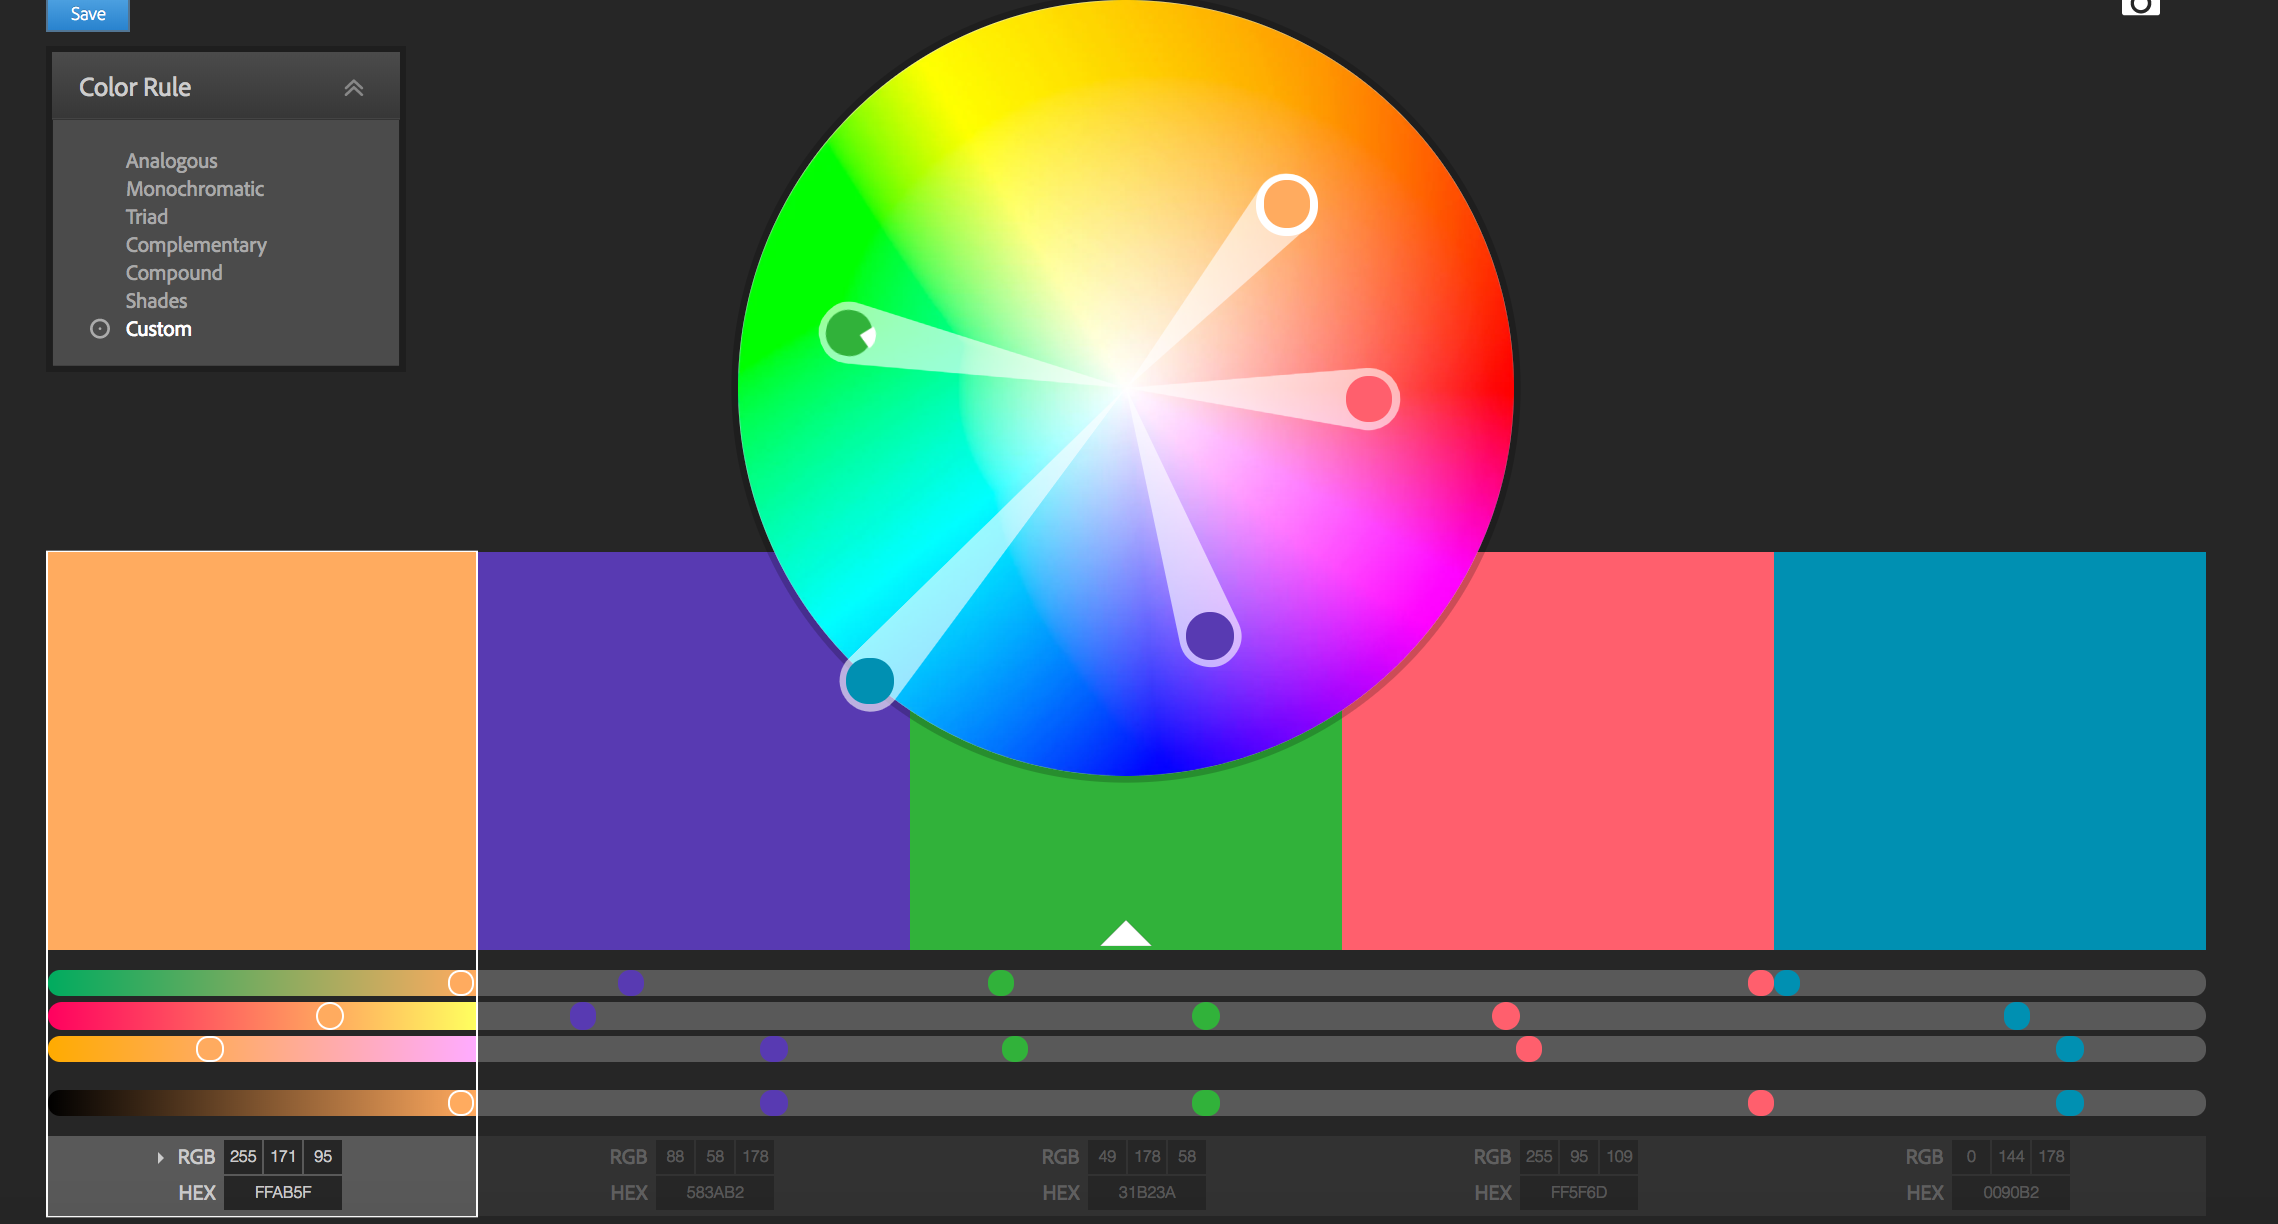 Save
Color Rule
Analogous
Monochromatic
Triad
Complementary
Compound
Shades
Custom
RGB 255 171 95
HEX FFAB5F
RGB 88 58 178
HEX 583AB2
RGB 49 178 58
HEX 31B23A
RGB 255 95 109
HEX FF5F6D
RGB 0 144 178
HEX 0090B2